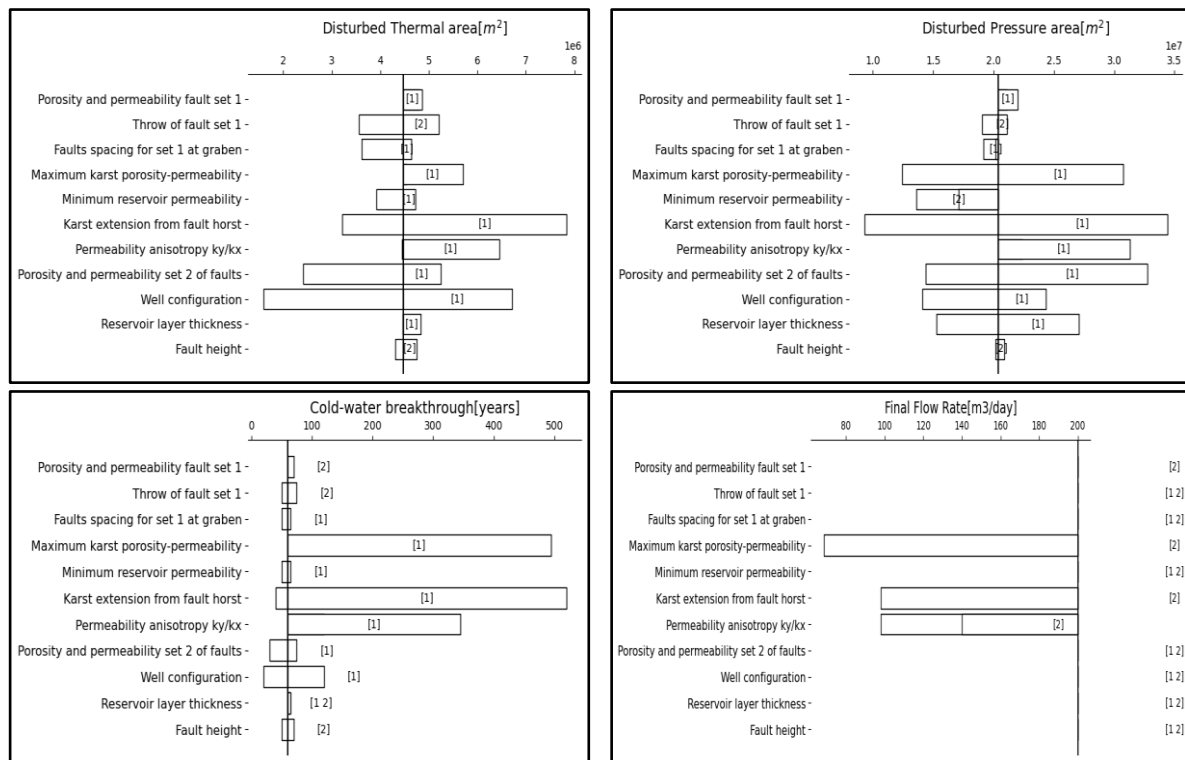 Disturbed Thermal area[m²]
1e6
2 3 4 5 6 7 8
Porosity and permeability fault set 1 [1]
Throw of fault set 1 [2]
Faults spacing for set 1 at graben [1]
Maximum karst porosity-permeability [1]
Minimum reservoir permeability [1]
Karst extension from fault horst [1]
Permeability anisotropy ky/kx [1]
Porosity and permeability set 2 of faults [1]
Well configuration [1]
Reservoir layer thickness [1]
Fault height [2]
Disturbed Pressure area[m²]
1e7
1.0 1.5 2.0 2.5 3.0 3.5
Porosity and permeability fault set 1 [1]
Throw of fault set 1 [2]
Faults spacing for set 1 at graben [1]
Maximum karst porosity-permeability [1]
Minimum reservoir permeability [2]
Karst extension from fault horst [1]
Permeability anisotropy ky/kx [1]
Porosity and permeability set 2 of faults [1]
Well configuration [1]
Reservoir layer thickness [1]
Fault height [2]
Cold-water breakthrough[years]
0 100 200 300 400 500
Porosity and permeability fault set 1 [2]
Throw of fault set 1 [2]
Faults spacing for set 1 at graben [1]
Maximum karst porosity-permeability [1]
Minimum reservoir permeability [1]
Karst extension from fault horst [1]
Permeability anisotropy ky/kx [1]
Porosity and permeability set 2 of faults [1]
Well configuration [1]
Reservoir layer thickness [1 2]
Fault height [2]
Final Flow Rate[m3/day]
80 100 120 140 160 180 200
Porosity and permeability fault set 1 [2]
Throw of fault set 1 [1 2]
Faults spacing for set 1 at graben [1 2]
Maximum karst porosity-permeability [2]
Minimum reservoir permeability [1 2]
Karst extension from fault horst [2]
Permeability anisotropy ky/kx [2]
Porosity and permeability set 2 of faults [1 2]
Well configuration [1 2]
Reservoir layer thickness [1 2]
Fault height [1 2]